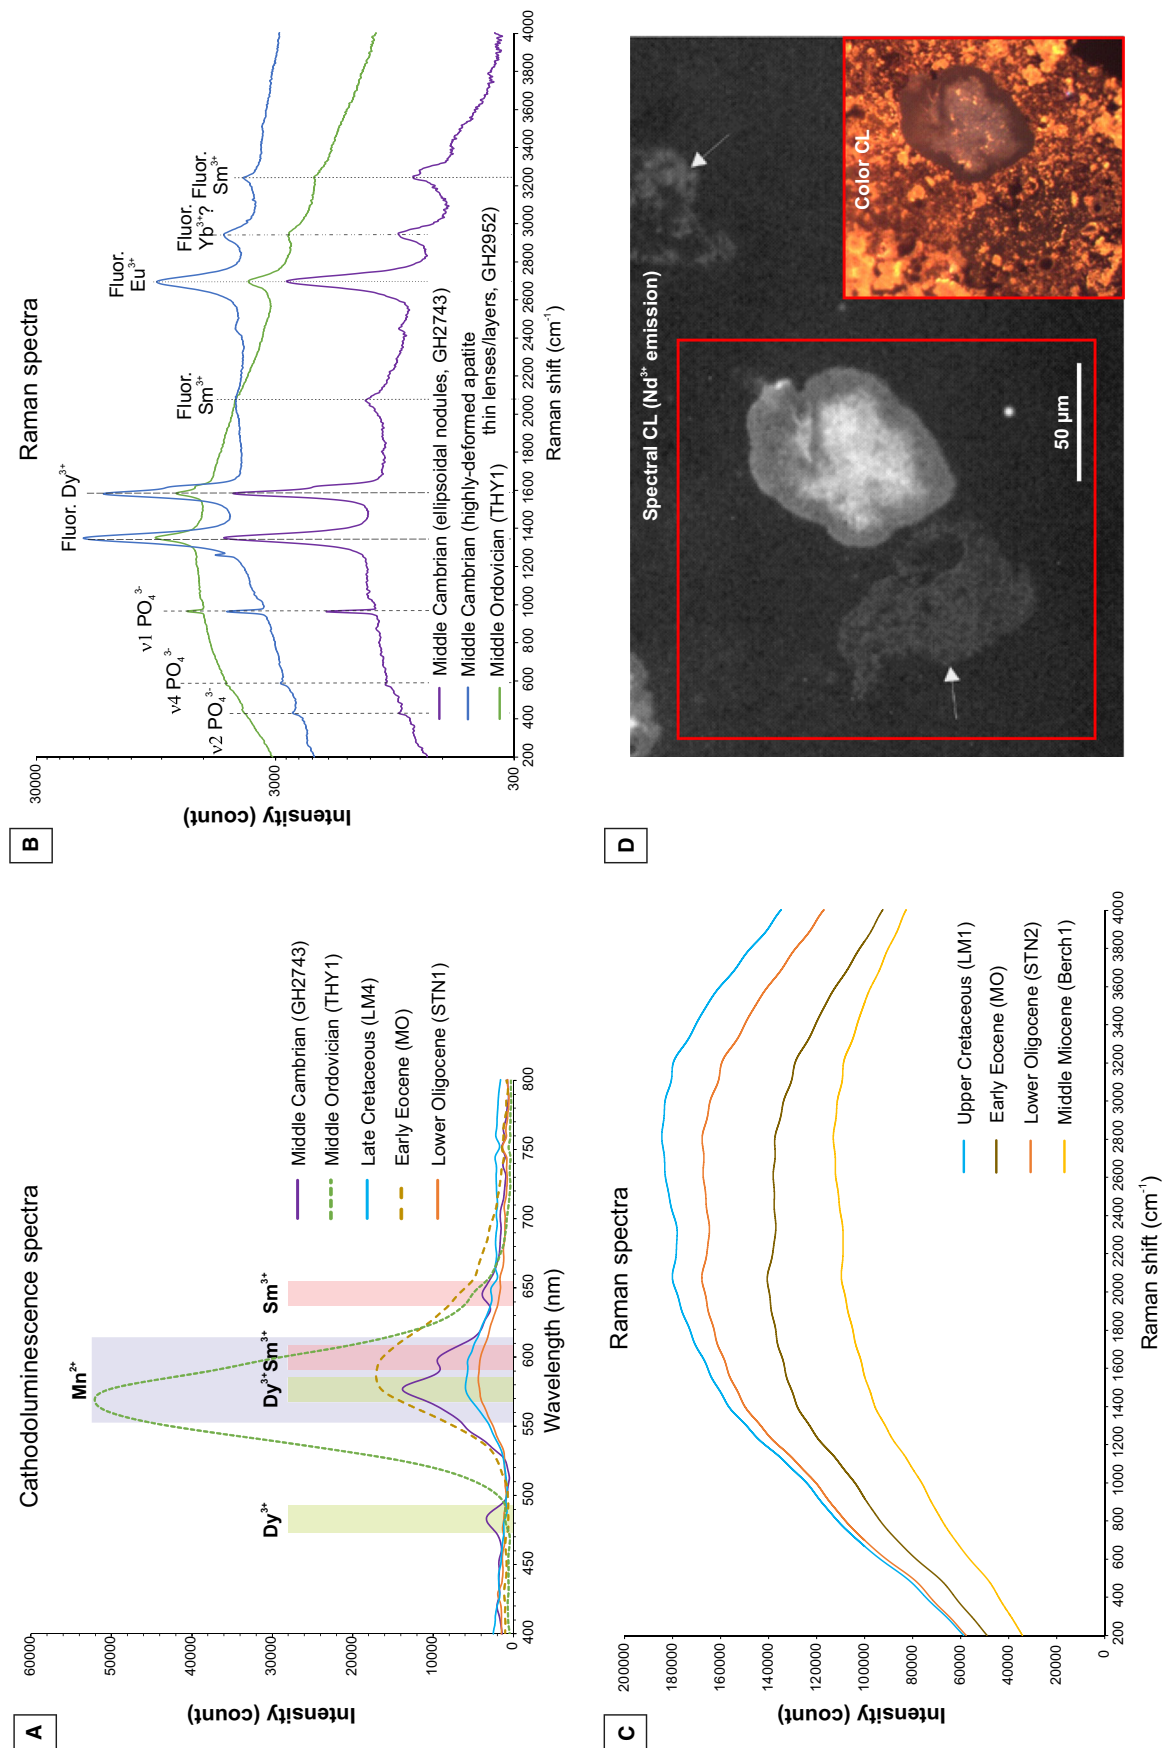 A
Cathodoluminescence spectra
Intensity (count)
60000
50000
40000
30000
20000
10000
0
400
450
500
550
600
650
700
750
800
Wavelength (nm)
Dy3+
Mn2+
Dy3+
Sm3+
Sm3+
Middle Cambrian (GH2743)
Middle Ordovician (THY1)
Late Cretaceous (LM4)
Early Eocene (MO)
Lower Oligocene (STN1)
B
Raman spectra
Intensity (count)
30000
3000
300
200
400
600
800
1000
1200
1400
1600
1800
2000
2200
2400
2600
2800
3000
3200
3400
3600
3800
4000
Raman shift (cm-1)
ν2 PO43-
ν4 PO43-
ν1 PO43-
Fluor. Dy3+
Fluor.
Sm3+
Fluor.
Eu3+
Fluor.
Yb3+?
Fluor.
Sm3+
Middle Cambrian (ellipsoidal nodules, GH2743)
Middle Cambrian (highly-deformed apatite
thin lenses/layers, GH2952)
Middle Ordovician (THY1)
C
Raman spectra
Intensity (count)
200000
180000
160000
140000
120000
100000
80000
60000
40000
20000
0
200
400
600
800
1000
1200
1400
1600
1800
2000
2200
2400
2600
2800
3000
3200
3400
3600
3800
4000
Raman shift (cm-1)
Upper Cretaceous (LM1)
Early Eocene (MO)
Lower Oligocene (STN2)
Middle Miocene (Berch1)
D
Spectral CL (Nd3+ emission)
50 µm
Color CL